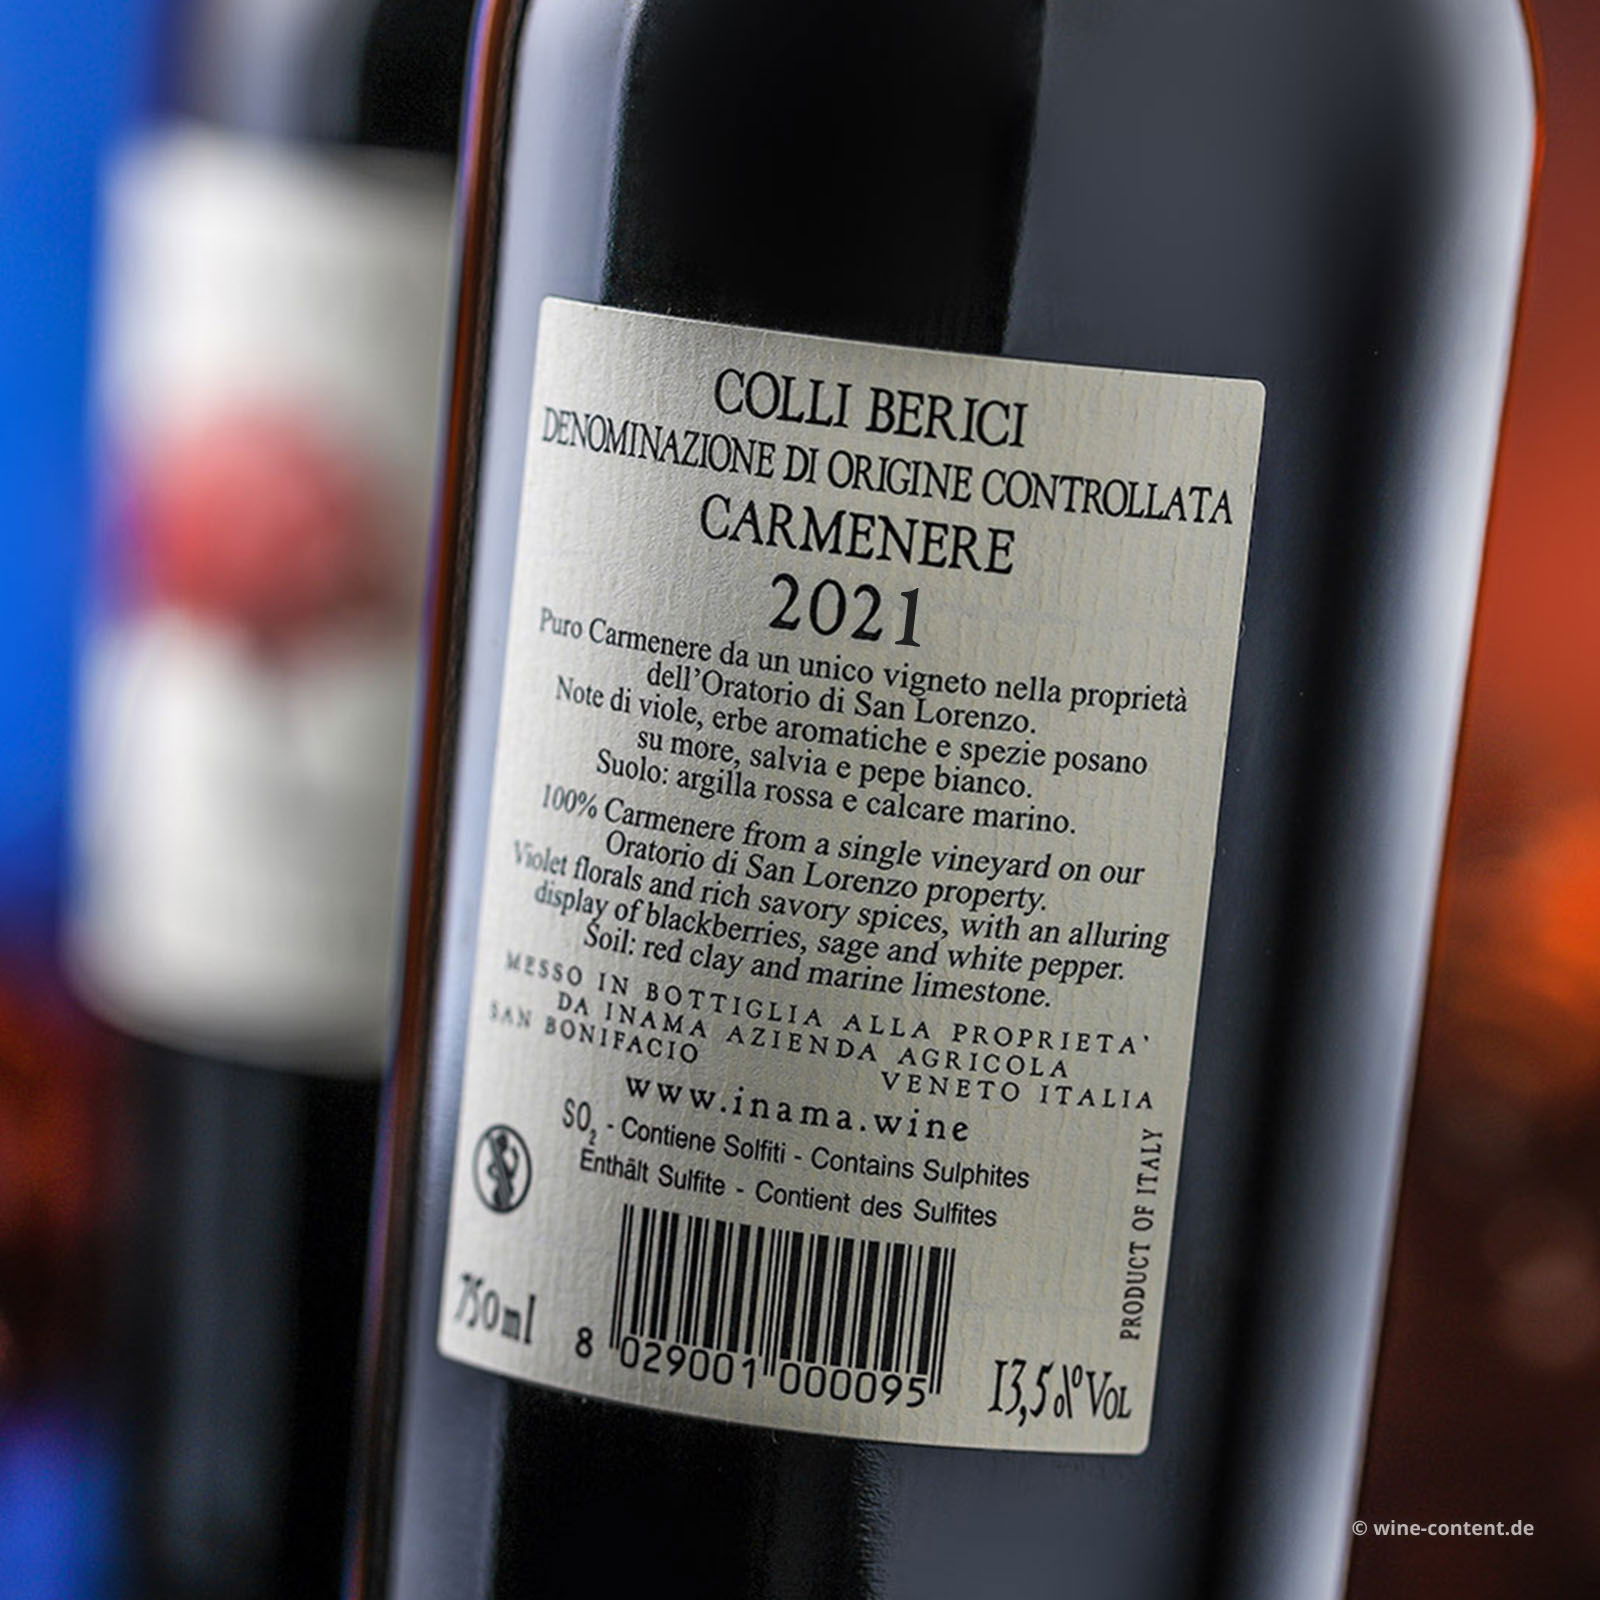 COLLI BERICI
DENOMINAZIONE DI ORIGINE CONTROLLATA
CARMENERE
2021
Puro Carmenere da un unico vigneto nella proprietà
dell'Oratorio di San Lorenzo.
Note di viole, erbe aromatiche e spezie posano
su more, salvia e pepe bianco.
Suolo: argilla rossa e calcare marino.
100% Carmenere from a single vineyard on our
Oratorio di San Lorenzo property.
Violet florals and rich savory spices, with an alluring
display of blackberries, sage and white pepper.
Soil: red clay and marine limestone.
MESSO IN BOTTIGLIA ALLA PROPRIETA'
DA INAMA AZIENDA AGRICOLA
SAN BONIFACIO VENETO ITALIA
www.inama.wine
SO2 - Contiene Solfiti - Contains Sulphites
Enthält Sulfite - Contient des Sulfites
PRODUCT OF ITALY
750ml
8 029001 000095
13,5% Vol
© wine-content.de